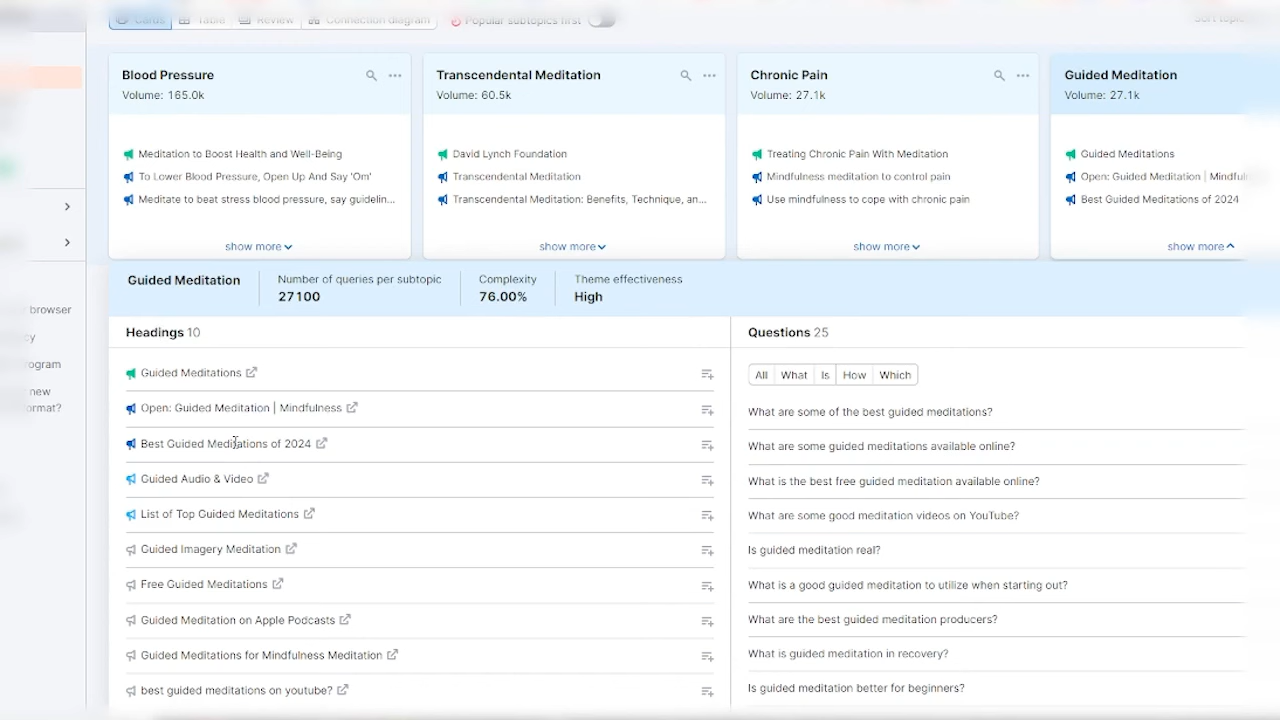 Cards Table Review Connection diagram Popular subtopics first
Blood Pressure
Volume: 165.0k
Meditation to Boost Health and Well-Being
To Lower Blood Pressure, Open Up And Say 'Om'
Meditate to beat stress blood pressure, say guidelin...
show more
Transcendental Meditation
Volume: 60.5k
David Lynch Foundation
Transcendental Meditation
Transcendental Meditation: Benefits, Technique, an...
show more
Chronic Pain
Volume: 27.1k
Treating Chronic Pain With Meditation
Mindfulness meditation to control pain
Use mindfulness to cope with chronic pain
show more
Guided Meditation
Volume: 27.1k
Guided Meditations
Open: Guided Meditation | Mindful
Best Guided Meditations of 2024
show more
browser
cy
ogram
new
ormat?
Guided Meditation
Number of queries per subtopic
27100
Complexity
76.00%
Theme effectiveness
High
Headings 10
Guided Meditations
Open: Guided Meditation | Mindfulness
Best Guided Meditations of 2024
Guided Audio & Video
List of Top Guided Meditations
Guided Imagery Meditation
Free Guided Meditations
Guided Meditation on Apple Podcasts
Guided Meditations for Mindfulness Meditation
best guided meditations on youtube?
Questions 25
All What Is How Which
What are some of the best guided meditations?
What are some guided meditations available online?
What is the best free guided meditation available online?
What are some good meditation videos on YouTube?
Is guided meditation real?
What is a good guided meditation to utilize when starting out?
What are the best guided meditation producers?
What is guided meditation in recovery?
Is guided meditation better for beginners?